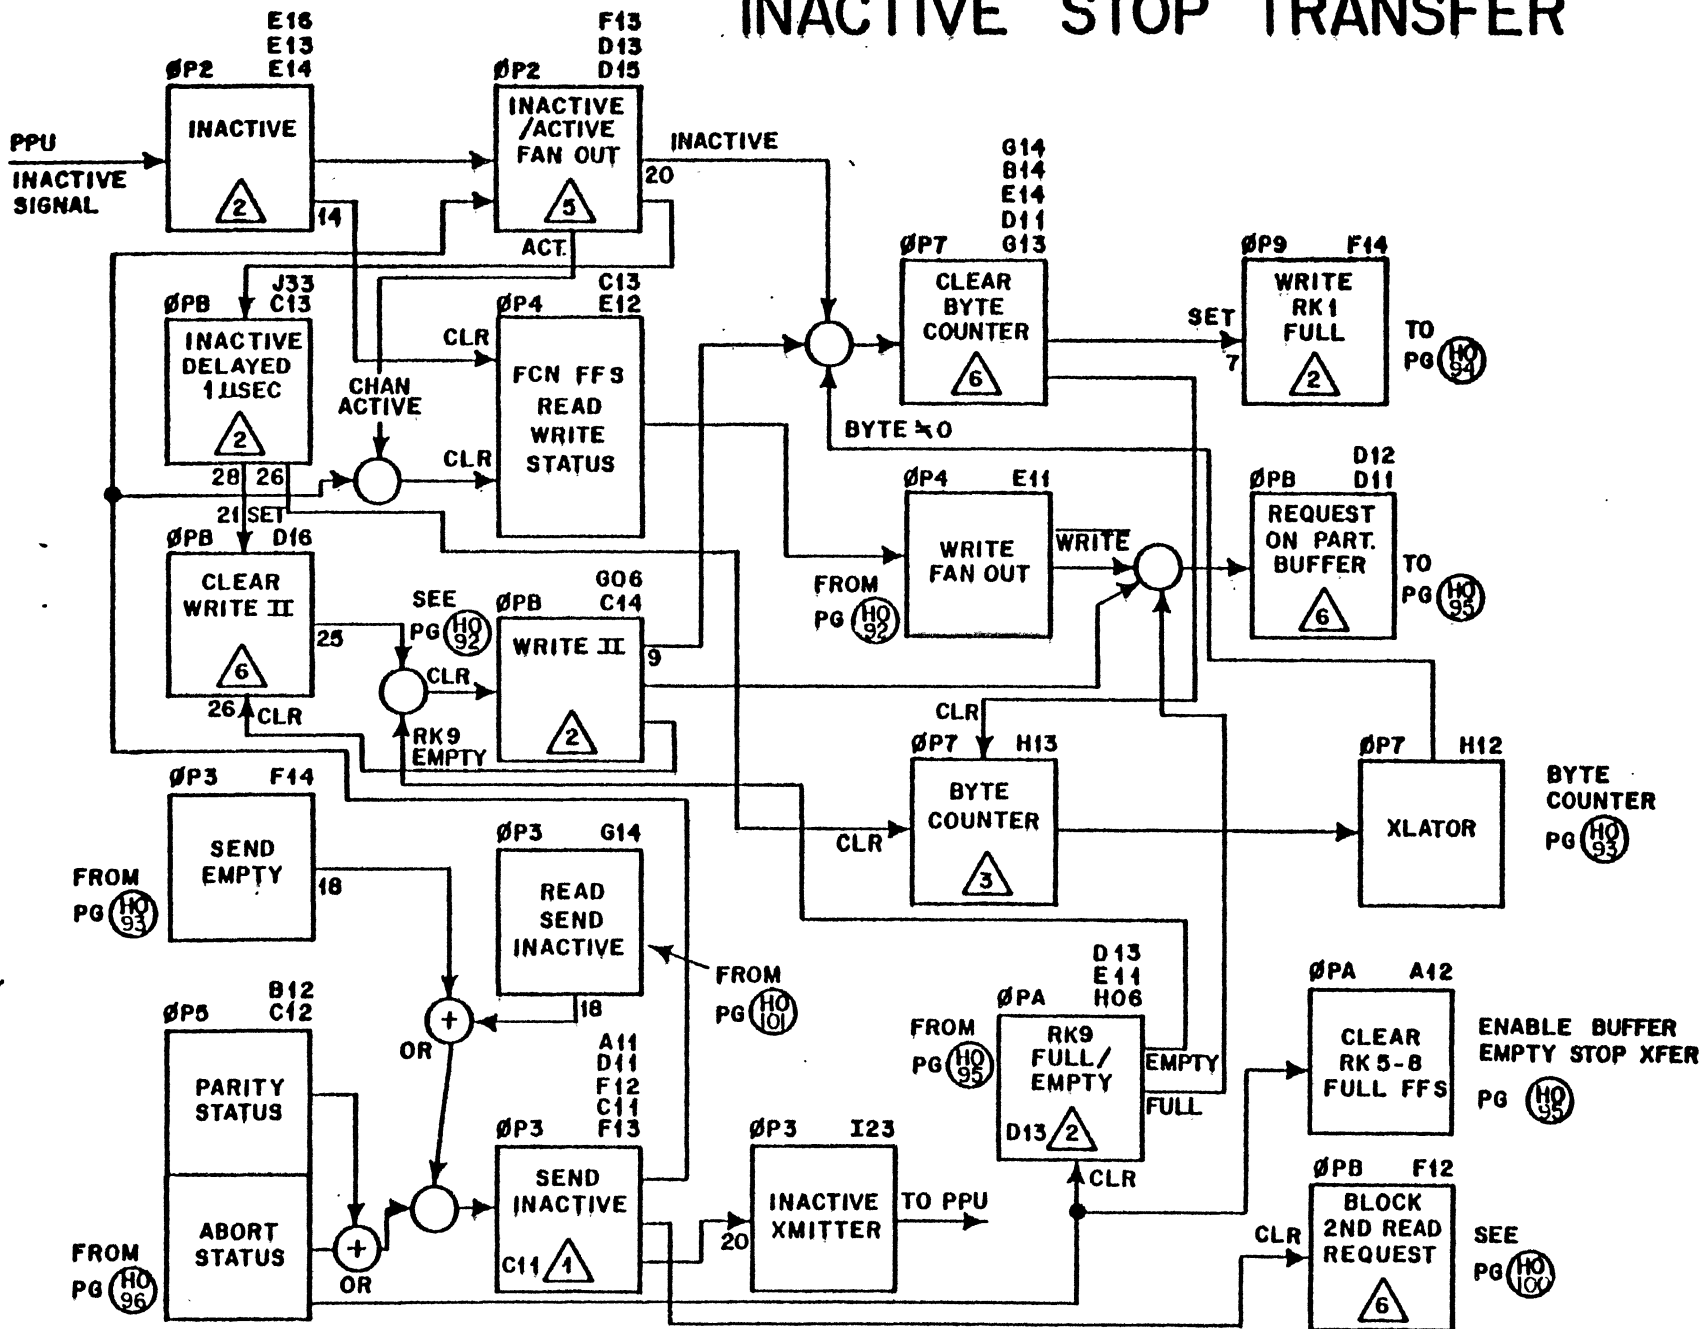 INACTIVE STOP TRANSFER
E16
E13
ØP2 E14
INACTIVE
2
PPU
INACTIVE
SIGNAL
14
F13
D13
ØP2 D15
INACTIVE
/ACTIVE
FAN OUT
5
INACTIVE
20
ACT.
G14
B14
E14
D11
ØP7 G13
CLEAR
BYTE
COUNTER
6
SET
7
ØP9 F14
WRITE
RK1
FULL
2
TO
PG HO 94
J33
ØPB C13
INACTIVE
DELAYED
1 µSEC
2
28 26
21 SET
CHAN
ACTIVE
CLR
CLR
C13
ØP4 E12
FCN FFS
READ
WRITE
STATUS
BYTE ≠0
ØP4 E11
WRITE
FAN OUT
WRITE
FROM
PG HO 92
D12
ØPB D11
REQUEST
ON PART.
BUFFER
6
TO
PG HO 95
ØPB D16
CLEAR
WRITE II
6
25
26 CLR
SEE
PG HO 92
CLR
RK9
EMPTY
G06
ØPB C14
WRITE II
2
9
CLR
ØP7 H13
BYTE
COUNTER
3
CLR
ØP7 H12
XLATOR
BYTE
COUNTER
PG HO 93
ØP3 F14
SEND
EMPTY
18
FROM
PG HO 93
ØP3 G14
READ
SEND
INACTIVE
18
FROM
PG HO 101
+
OR
B12
ØP5 C12
PARITY
STATUS
ABORT
STATUS
FROM
PG HO 96
+
OR
A11
D11
F12
C11
ØP3 F13
SEND
INACTIVE
C11 1
20
ØP3 I23
INACTIVE
XMITTER
TO PPU
D13
E11
ØPA H06
RK9
FULL/
EMPTY
D13 2
EMPTY
FULL
CLR
FROM
PG HO 95
ØPA A12
CLEAR
RK5-8
FULL FFS
ENABLE BUFFER
EMPTY STOP XFER
PG HO 95
ØPB F12
BLOCK
2ND READ
REQUEST
6
CLR
SEE
PG HO 100